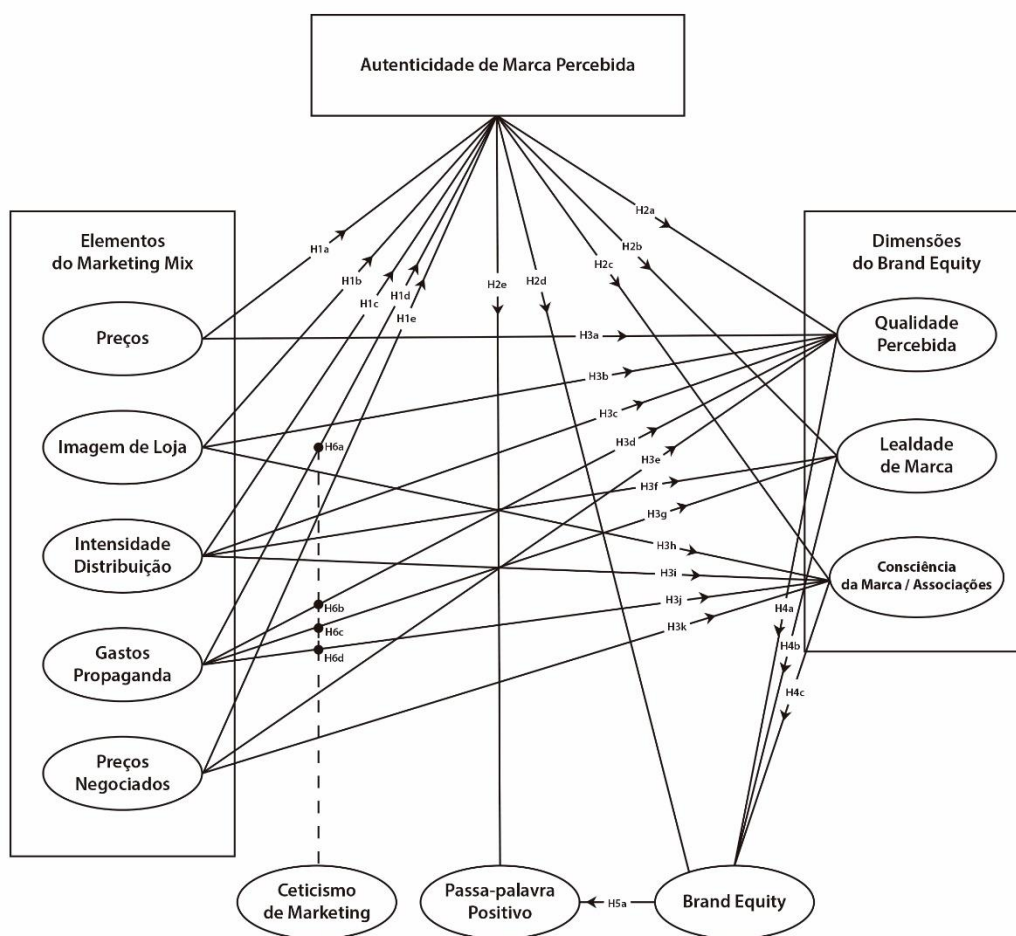 Autenticidade de Marca Percebida
Elementos
do Marketing Mix
Dimensões
do Brand Equity
Preços
Imagem de Loja
Intensidade
Distribuição
Gastos
Propaganda
Preços
Negociados
Qualidade
Percebida
Lealdade
de Marca
Consciência
da Marca / Associações
Ceticismo
de Marketing
Passa-palavra
Positivo
Brand Equity
H1a
H1b
H1c
H1d
H1e
H2a
H2b
H2c
H2d
H2e
H3a
H3b
H3c
H3d
H3e
H3f
H3g
H3h
H3i
H3j
H3k
H4a
H4b
H4c
H5a
H6a
H6b
H6c
H6d